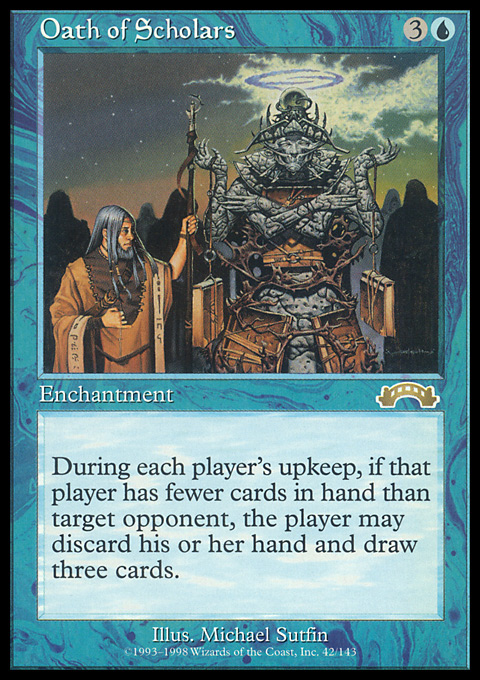 Oath of Scholars 3
Enchantment
During each player's upkeep, if that
player has fewer cards in hand than
target opponent, the player may
discard his or her hand and draw
three cards.
Illus. Michael Sutfin
©1993–1998 Wizards of the Coast, Inc. 42/143